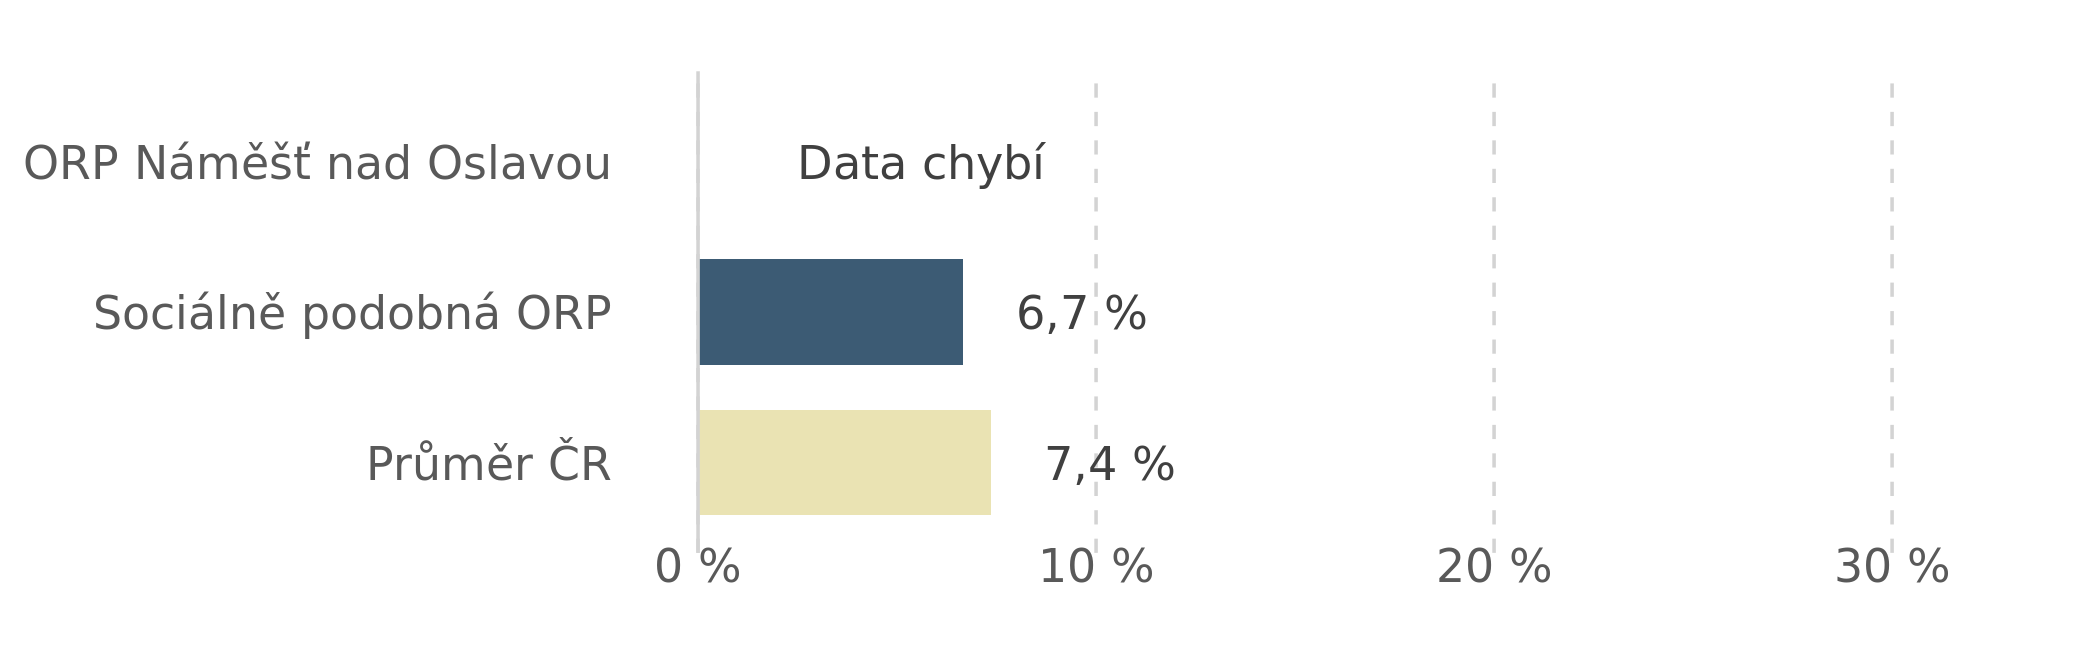 ORP Náměšť nad Oslavou
Data chybí
Sociálně podobná ORP
6,7 %
Průměr ČR
7,4 %
0 %
10 %
20 %
30 %